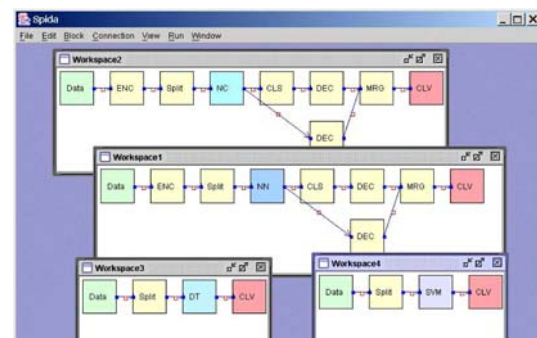 Spida
File Edit Block Connection View Run Window
Workspace2
Data ENC Split NC CLS DEC MRG CLV
DEC
Workspace1
Data ENC Split NN CLS DEC MRG CLV
DEC
Workspace3
Data Split DT CLV
Workspace4
Data Split SVM CLV